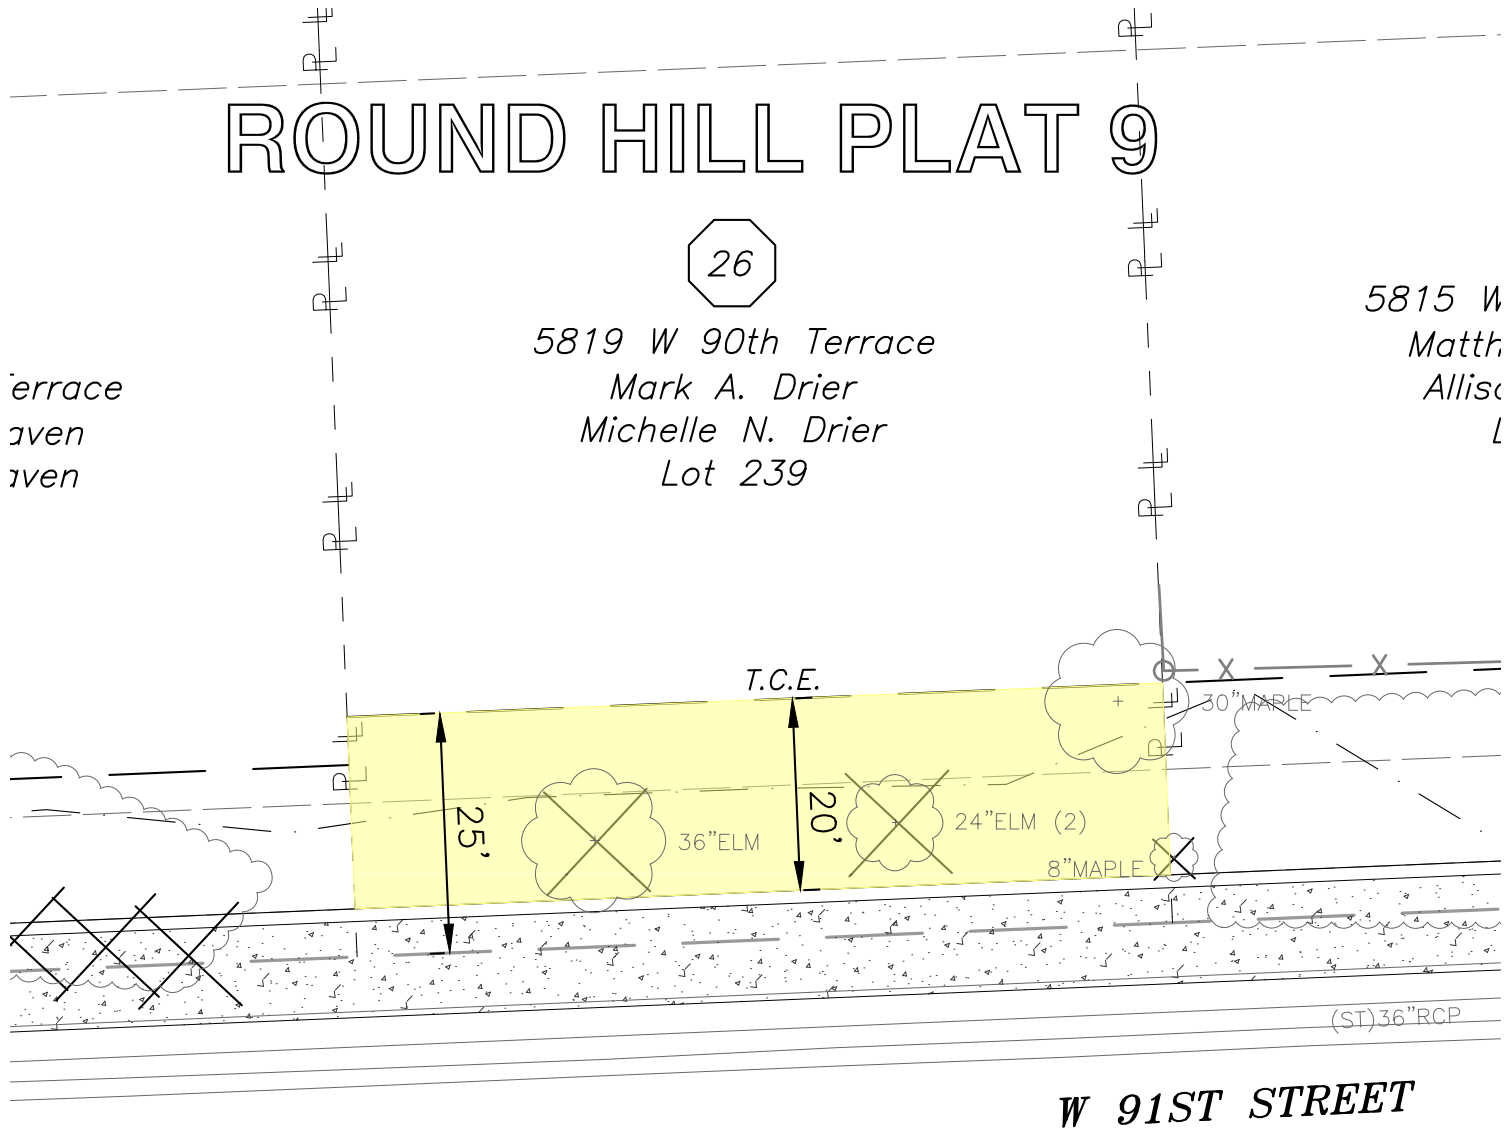 ROUND HILL PLAT 9
26
5819 W 90th Terrace
Mark A. Drier
Michelle N. Drier
Lot 239
5815 W
T.C.E.
30"MAPLE
25'
20'
36"ELM
24"ELM (2)
8"MAPLE
(ST)36"RCP
W 91ST STREET